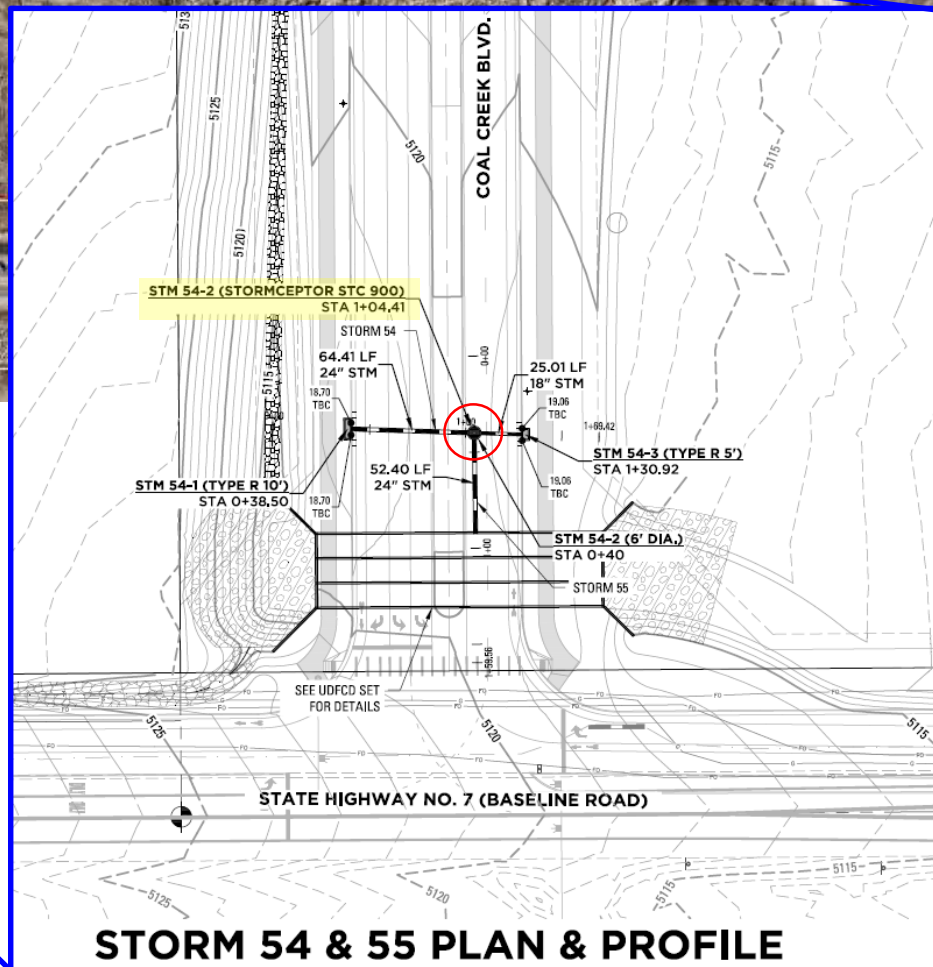 5125
5120
COAL CREEK BLVD.
5115
51201
STM 54-2 (STORMCEPTOR STC 900)
STA 1+04.41
STORM 54
64.41 LF
24" STM
0+00
25.01 LF
18" STM
5115
18.70
TBC
19.06
TBC
1+69.42
STM 54-3 (TYPE R 5')
STA 1+30.92
52.40 LF
24" STM
STM 54-1 (TYPE R 10')
STA 0+38.50
18.70
TBC
19.06
TBC
STM 54-2 (6' DIA.)
STA 0+40
1+00
STORM 55
1+59.56
SEE UDFCD SET
FOR DETAILS
5125
5120
5115
STATE HIGHWAY NO. 7 (BASELINE ROAD)
5125
5120
5115
5115
STORM 54 & 55 PLAN & PROFILE